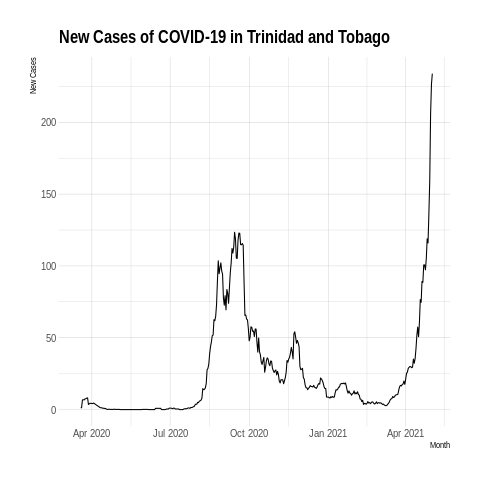 New Cases of COVID-19 in Trinidad and Tobago
New Cases
200
150
100
50
0
Apr 2020
Jul 2020
Oct 2020
Jan 2021
Apr 2021
Month